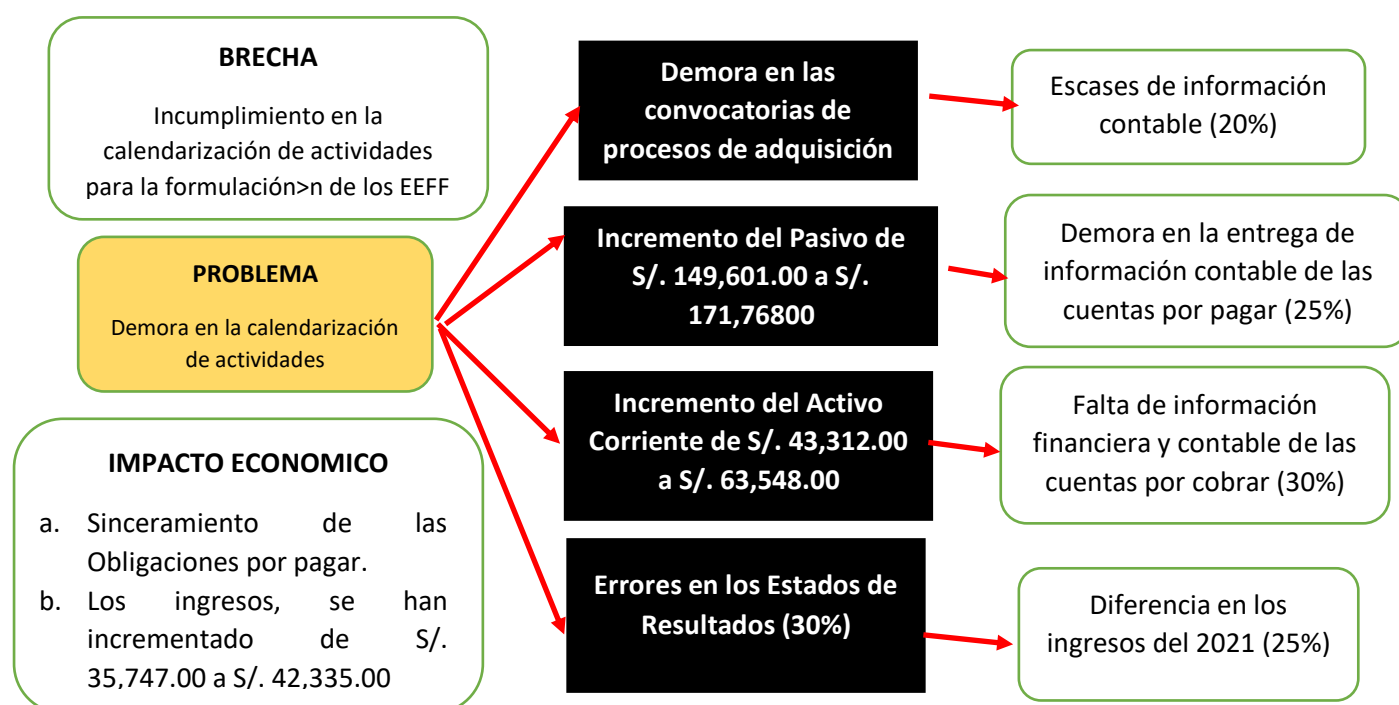 BRECHA
Incumplimiento en la
calendarización de actividades
para la formulación>n de los EEFF
PROBLEMA
Demora en la calendarización
de actividades
IMPACTO ECONOMICO
a. Sinceramiento de las
Obligaciones por pagar.
b. Los ingresos, se han
incrementado de S/.
35,747.00 a S/. 42,335.00
Demora en las
convocatorias de
procesos de adquisición
Incremento del Pasivo de
S/. 149,601.00 a S/.
171,76800
Incremento del Activo
Corriente de S/. 43,312.00
a S/. 63,548.00
Errores en los Estados de
Resultados (30%)
Escases de información
contable (20%)
Demora en la entrega de
información contable de las
cuentas por pagar (25%)
Falta de información
financiera y contable de las
cuentas por cobrar (30%)
Diferencia en los
ingresos del 2021 (25%)